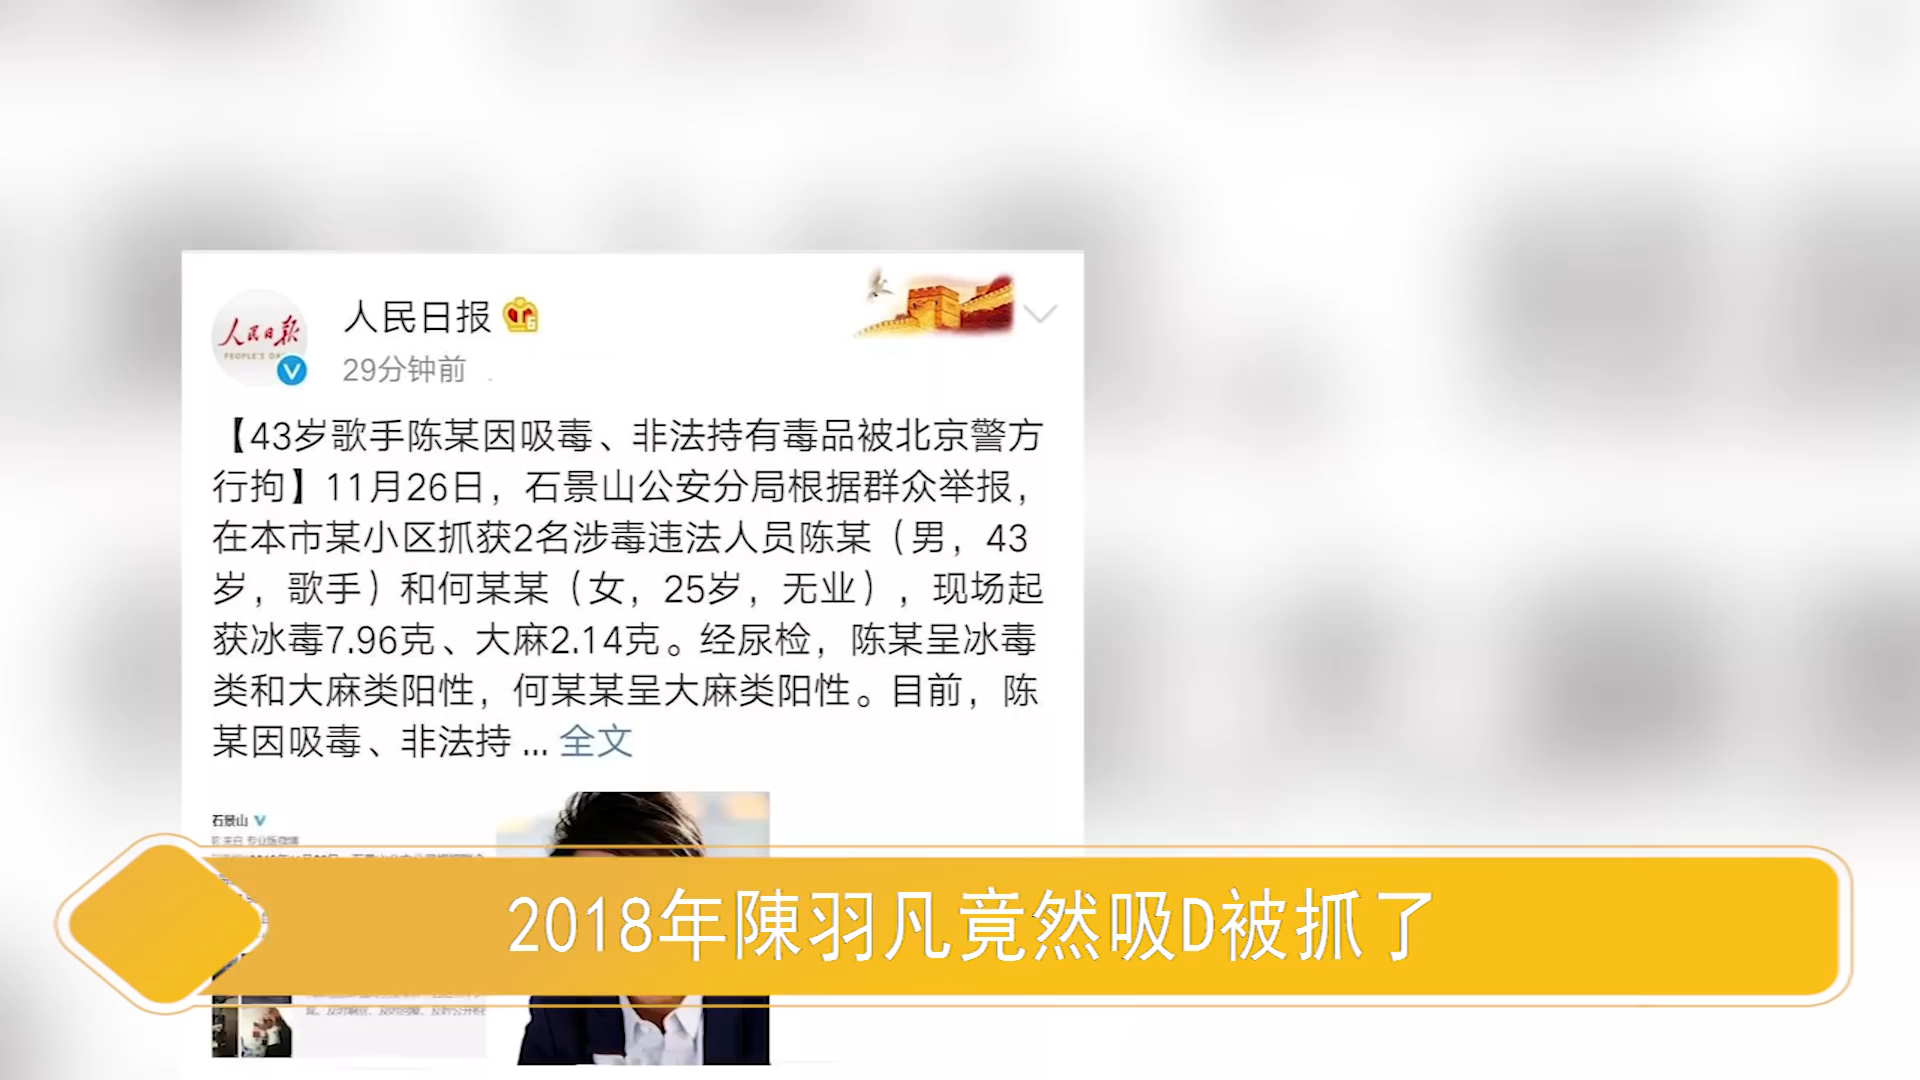 人民日报
人民日报
PEOPLE'S DA
29分钟前
【43岁歌手陈某因吸毒、非法持有毒品被北京警方
行拘】11月26日，石景山公安分局根据群众举报，
在本市某小区抓获2名涉毒违法人员陈某（男，43
岁，歌手）和何某某（女，25岁，无业），现场起
获冰毒7.96克、大麻2.14克。经尿检，陈某呈冰毒
类和大麻类阳性，何某某呈大麻类阳性。目前，陈
某因吸毒、非法持 ... 全文
石景山
2018年陳羽凡竟然吸D被抓了